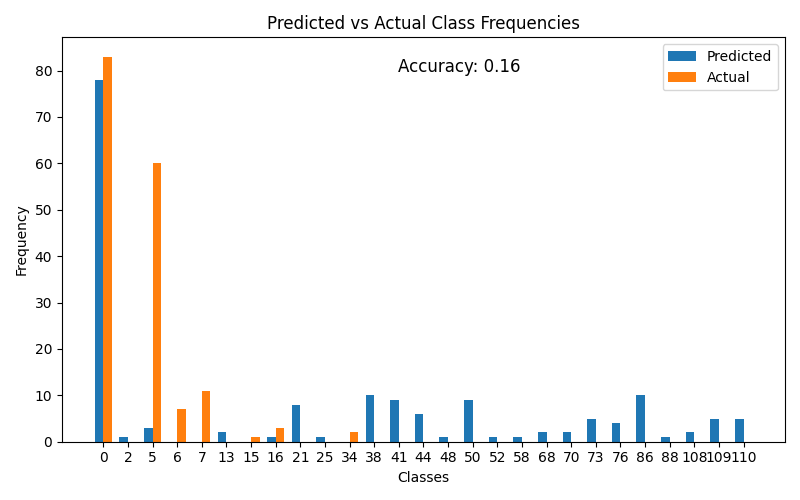 Predicted vs Actual Class Frequencies
Accuracy: 0.16
Predicted
Actual
80
70
60
50
40
30
20
10
0
Frequency
0 2 5 6 7 13 15 16 21 25 34 38 41 44 48 50 52 58 68 70 73 76 86 88 108 109 110
Classes